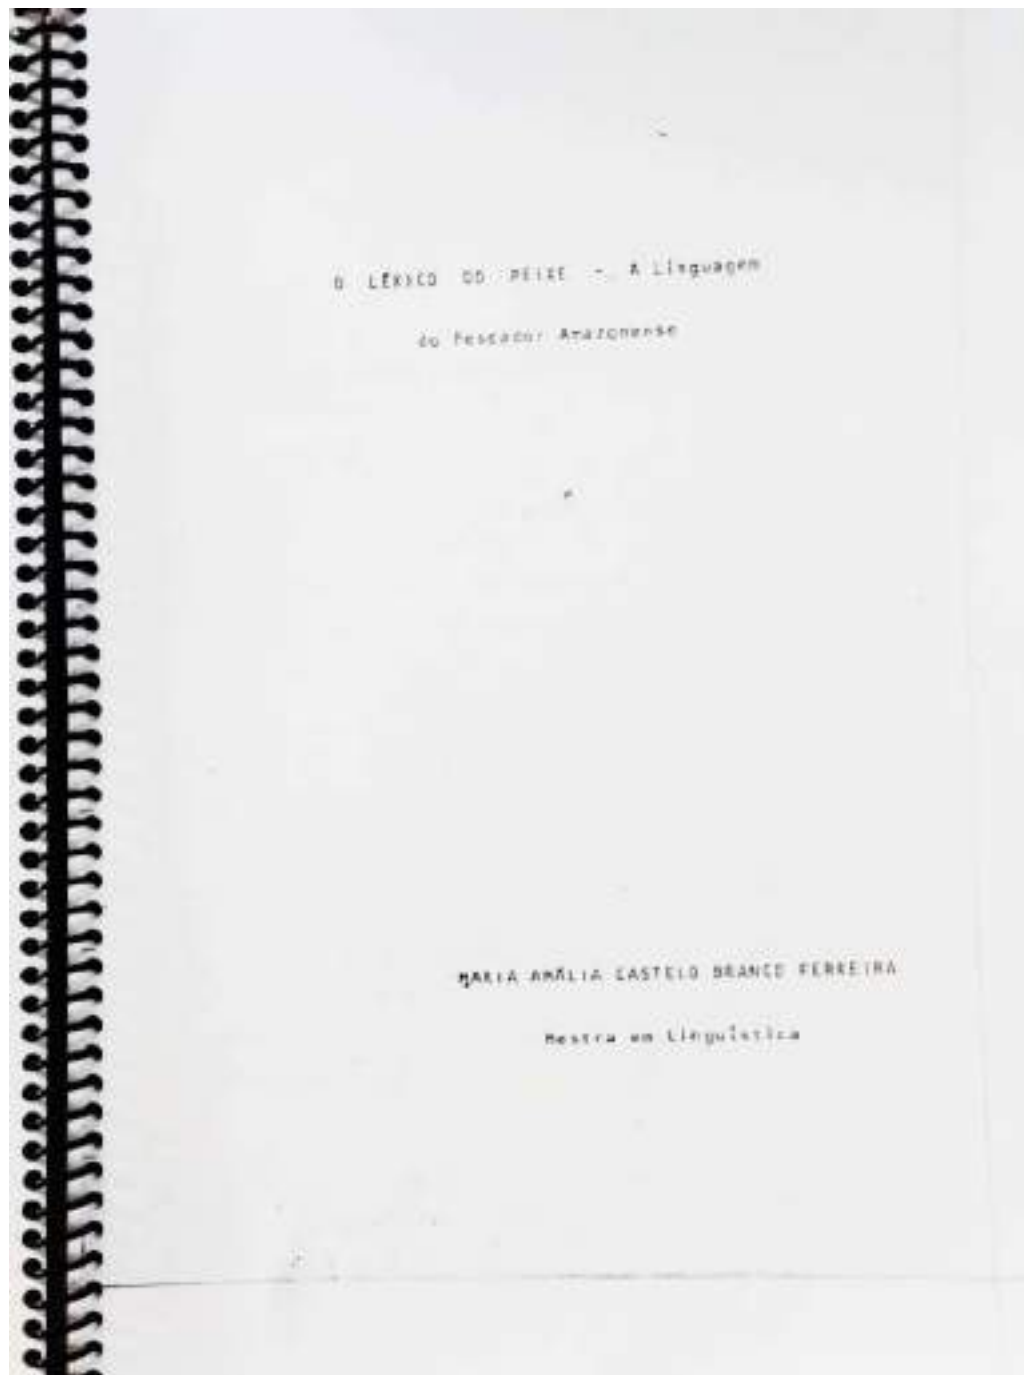 O LÉXICO DO PEIXE - A Linguagem
do Pescador Amazonense
MARIA AMÁLIA CASTELO BRANCO FERREIRA
Mestra em Linguística